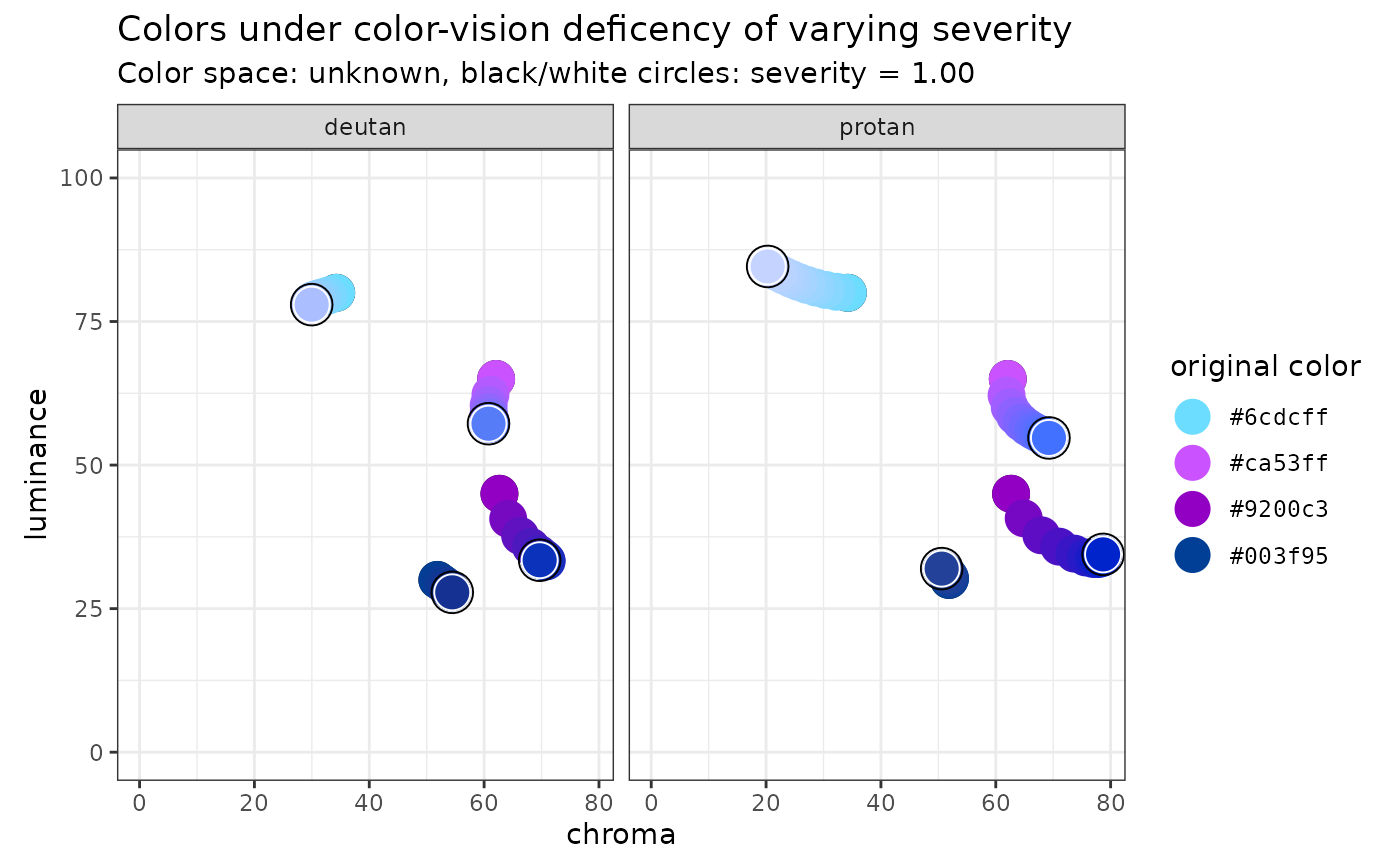 Colors under color-vision deficency of varying severity
Color space: unknown, black/white circles: severity = 1.00
deutan
protan
100
75
50
25
0
luminance
0 20 40 60 80
0 20 40 60 80
chroma
original color
#6cdcff
#ca53ff
#9200c3
#003f95